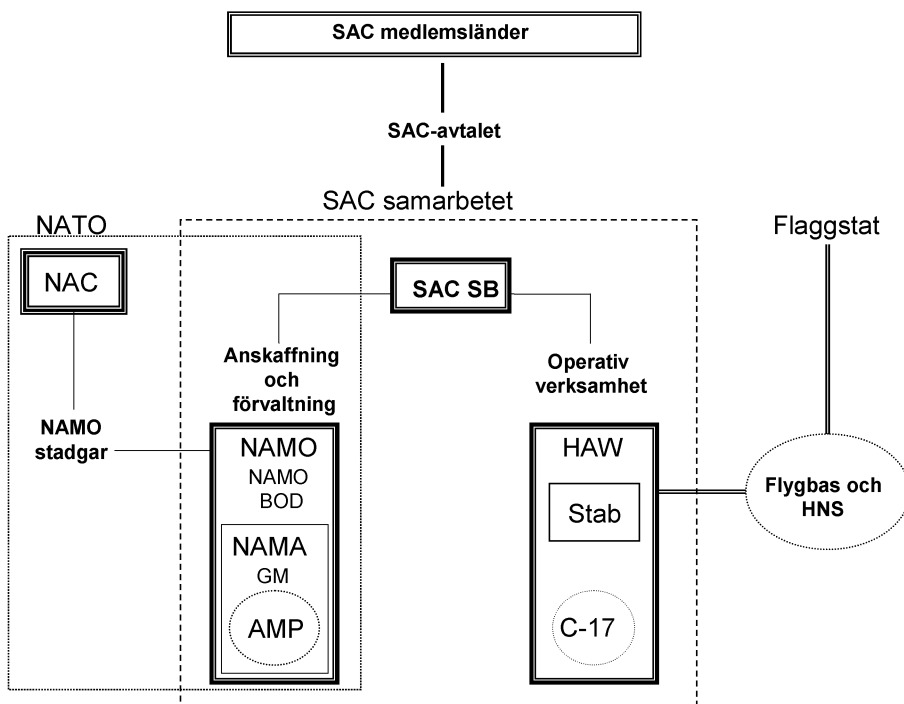 SAC medlemsländer
SAC-avtalet
SAC samarbetet
NATO
Flaggstat
NAC
SAC SB
Anskaffning
och
förvaltning
Operativ
verksamhet
NAMO
stadgar
NAMO
NAMO
BOD
NAMA
GM
AMP
HAW
Stab
C-17
Flygbas och
HNS